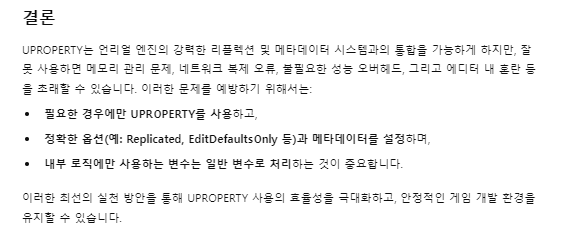 결론
UPROPERTY는 언리얼 엔진의 강력한 리플렉션 및 메타데이터 시스템과의 통합을 가능하게 하지만, 잘
못 사용하면 메모리 관리 문제, 네트워크 복제 오류, 불필요한 성능 오버헤드, 그리고 에디터 내 혼란 등
을 초래할 수 있습니다. 이러한 문제를 예방하기 위해서는:
• 필요한 경우에만 UPROPERTY를 사용하고,
• 정확한 옵션(예: Replicated, EditDefaultsOnly 등)과 메타데이터를 설정하며,
• 내부 로직에만 사용하는 변수는 일반 변수로 처리하는 것이 중요합니다.
이러한 최선의 실천 방안을 통해 UPROPERTY 사용의 효율성을 극대화하고, 안정적인 게임 개발 환경을
유지할 수 있습니다.